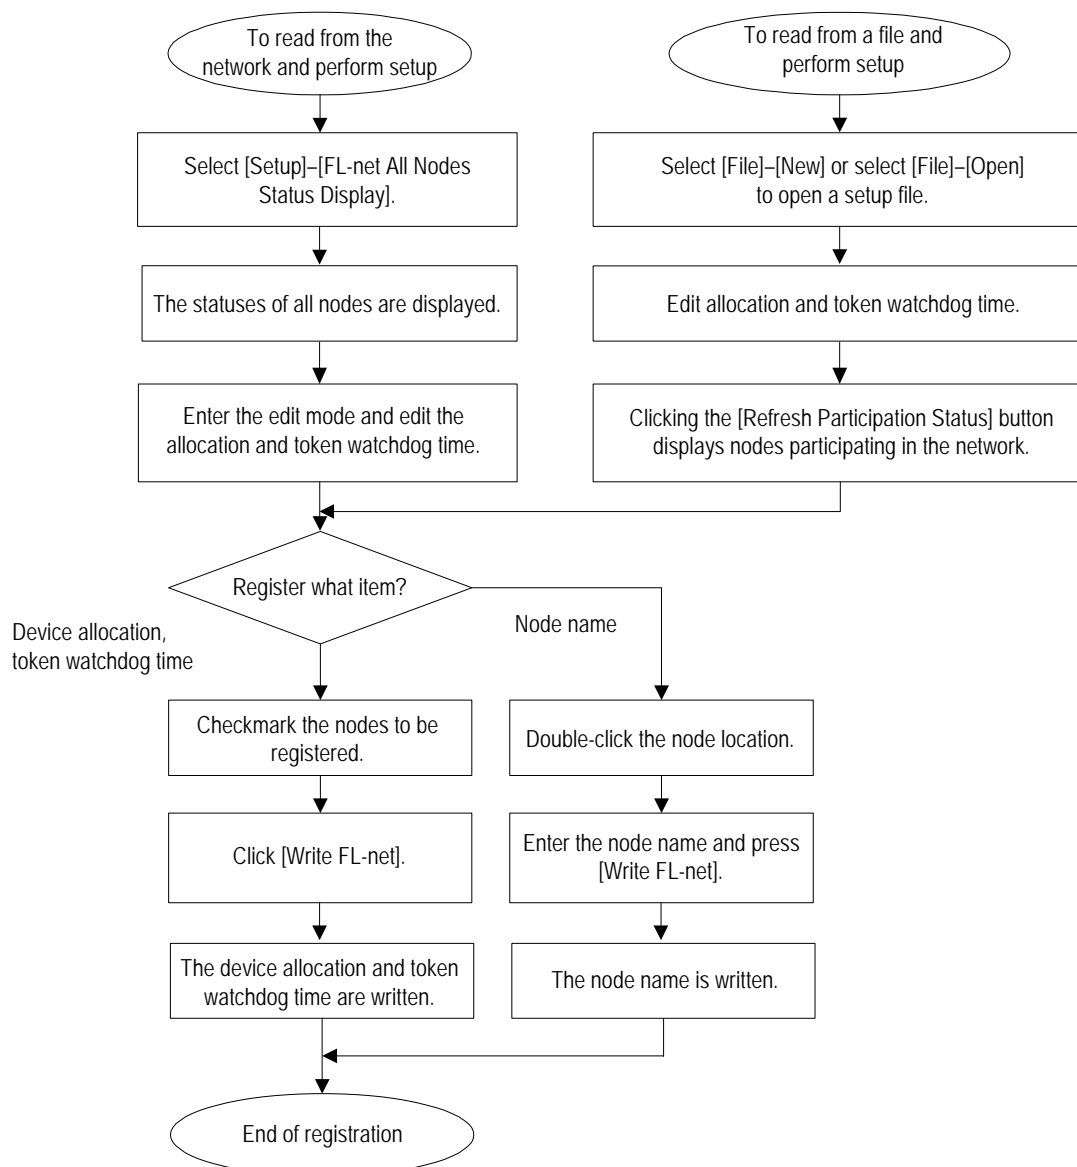 To read from the
network and perform setup
To read from a file and
perform setup
Select [Setup]–[FL-net All Nodes
Status Display].
Select [File]–[New] or select [File]–[Open]
to open a setup file.
The statuses of all nodes are displayed.
Edit allocation and token watchdog time.
Enter the edit mode and edit the
allocation and token watchdog time.
Clicking the [Refresh Participation Status] button
displays nodes participating in the network.
Register what item?
Device allocation,
token watchdog time
Node name
Checkmark the nodes to be
registered.
Double-click the node location.
Click [Write FL-net].
Enter the node name and press
[Write FL-net].
The device allocation and token
watchdog time are written.
The node name is written.
End of registration